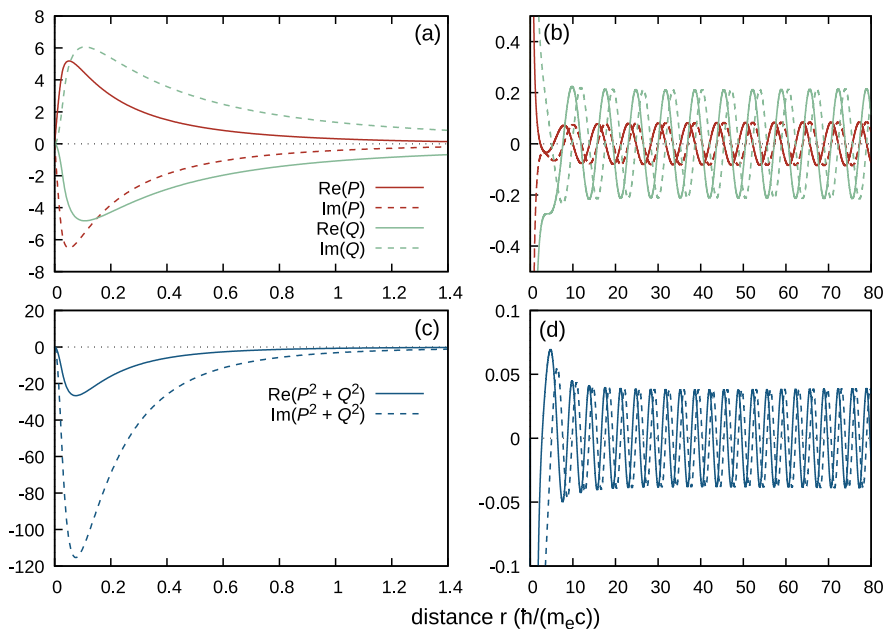 (a)
8
6
4
2
0
-2
-4
-6
-8
Re(P)
Im(P)
Re(Q)
Im(Q)
0 0.2 0.4 0.6 0.8 1 1.2 1.4
(b)
0.4
0.2
0
-0.2
-0.4
0 10 20 30 40 50 60 70 80
(c)
20
0
-20
-40
-60
-80
-100
-120
Re(P² + Q²)
Im(P² + Q²)
0 0.2 0.4 0.6 0.8 1 1.2 1.4
(d)
0.1
0.05
0
-0.05
-0.1
0 10 20 30 40 50 60 70 80
distance r (ħ/(mₑc))